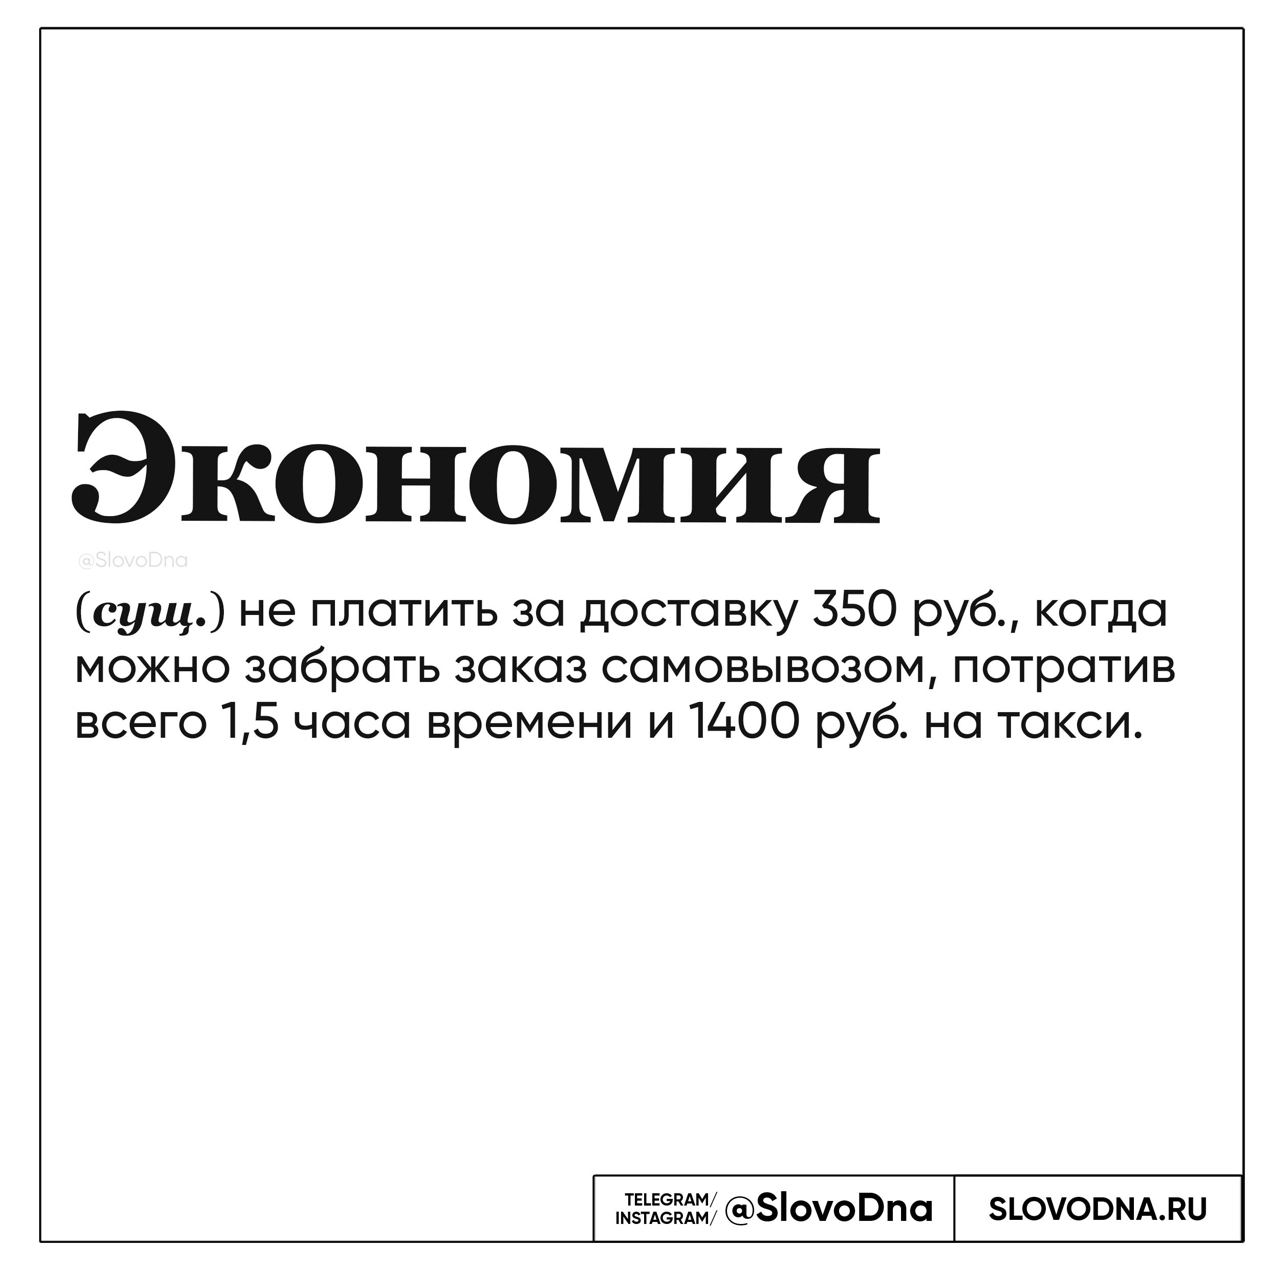 Экономия
@SlovoDna
(сущ.) не платить за доставку 350 руб., когда
можно забрать заказ самовывозом, потратив
всего 1,5 часа времени и 1400 руб. на такси.
TELEGRAM/
INSTAGRAM/
@SlovoDna
SLOVODNA.RU